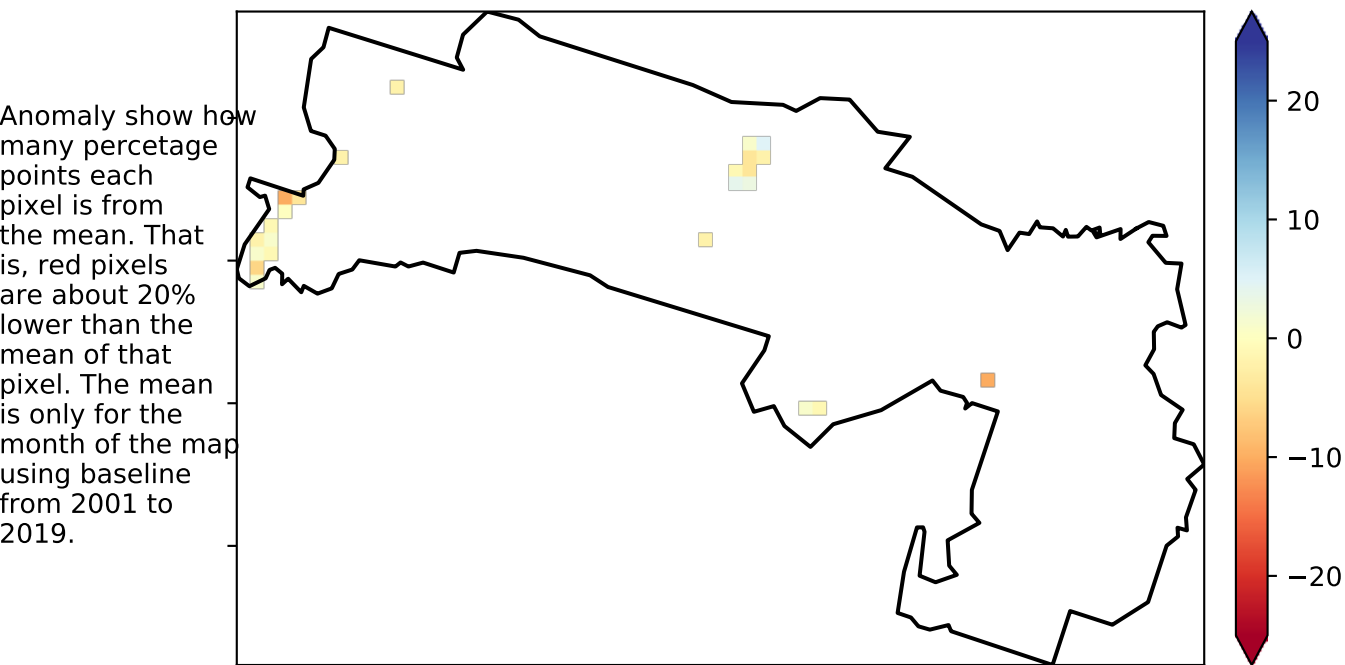 Anomaly show how
many percetage
points each
pixel is from
the mean. That
is, red pixels
are about 20%
lower than the
mean of that
pixel. The mean
is only for the
month of the map
using baseline
from 2001 to
2019.
20
10
0
−10
−20